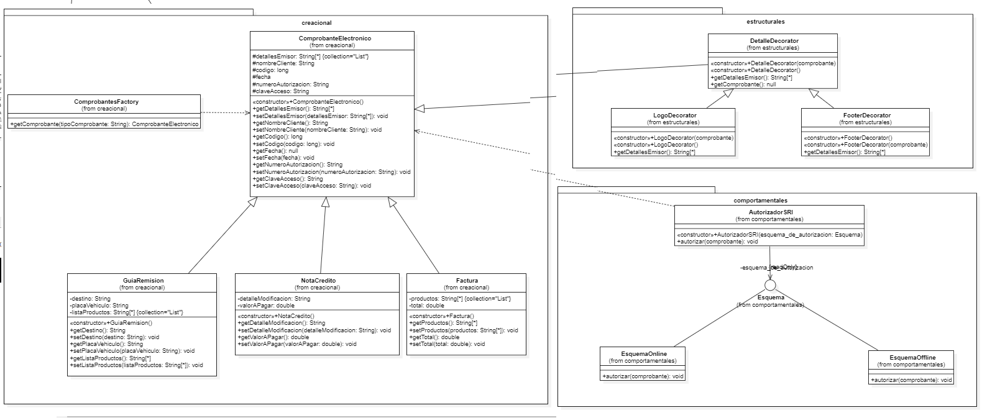 creacional
ComprobanteElectronico
(from creacional)
#detallesEmisor: String[*] {collection="List"}
#nombreCliente: String
#codigo: long
#fecha
#numeroAutorizacion: String
#claveAcceso: String
«constructor»+ComprobanteElectronico()
+getDetallesEmisor(): String[*]
+setDetallesEmisor(detallesEmisor: String[*]): void
+getNombreCliente(): String
+setNombreCliente(nombreCliente: String): void
+getCodigo(): long
+setCodigo(codigo: long): void
+getFecha(): null
+setFecha(fecha): void
+getNumeroAutorizacion(): String
+setNumeroAutorizacion(numeroAutorizacion: String): void
+getClaveAcceso(): String
+setClaveAcceso(claveAcceso: String): void
ComprobantesFactory
(from creacional)
+getComprobante(tipoComprobante: String): ComprobanteElectronico
GuiaRemision
(from creacional)
-destino: String
-placaVehiculo: String
-listaProductos: String[*] {collection="List"}
«constructor»+GuiaRemision()
+getDestino(): String
+setDestino(destino: String): void
+getPlacaVehiculo(): String
+setPlacaVehiculo(placaVehiculo: String): void
+getListaProductos(): String[*]
+setListaProductos(listaProductos: String[*]): void
NotaCredito
(from creacional)
-detalleModificacion: String
-valorAPagar: double
«constructor»+NotaCredito()
+getDetalleModificacion(): String
+setDetalleModificacion(detalleModificacion: String): void
+getValorAPagar(): double
+setValorAPagar(valorAPagar: double): void
Factura
(from creacional)
-productos: String[*] {collection="List"}
-total: double
«constructor»+Factura()
+getProductos(): String[*]
+setProductos(productos: String[*]): void
+getTotal(): double
+setTotal(total: double): void
estructurales
DetalleDecorator
(from estructurales)
«constructor»+DetalleDecorator(comprobante)
«constructor»+DetalleDecorator()
+getDetallesEmisor(): String[*]
+getComprobante(): null
LogoDecorator
(from estructurales)
«constructor»+LogoDecorator(comprobante)
«constructor»+LogoDecorator()
+getDetallesEmisor(): String[*]
FooterDecorator
(from estructurales)
«constructor»+FooterDecorator()
«constructor»+FooterDecorator(comprobante)
+getDetallesEmisor(): String[*]
comportamentales
AutorizadorSRI
(from comportamentales)
«constructor»+AutorizadorSRI(esquema_de_autorizacion: Esquema)
+autorizar(comprobante): void
-esquema_de_autorizacion
Esquema
(from comportamentales)
EsquemaOnline
(from comportamentales)
+autorizar(comprobante): void
EsquemaOffline
(from comportamentales)
+autorizar(comprobante): void